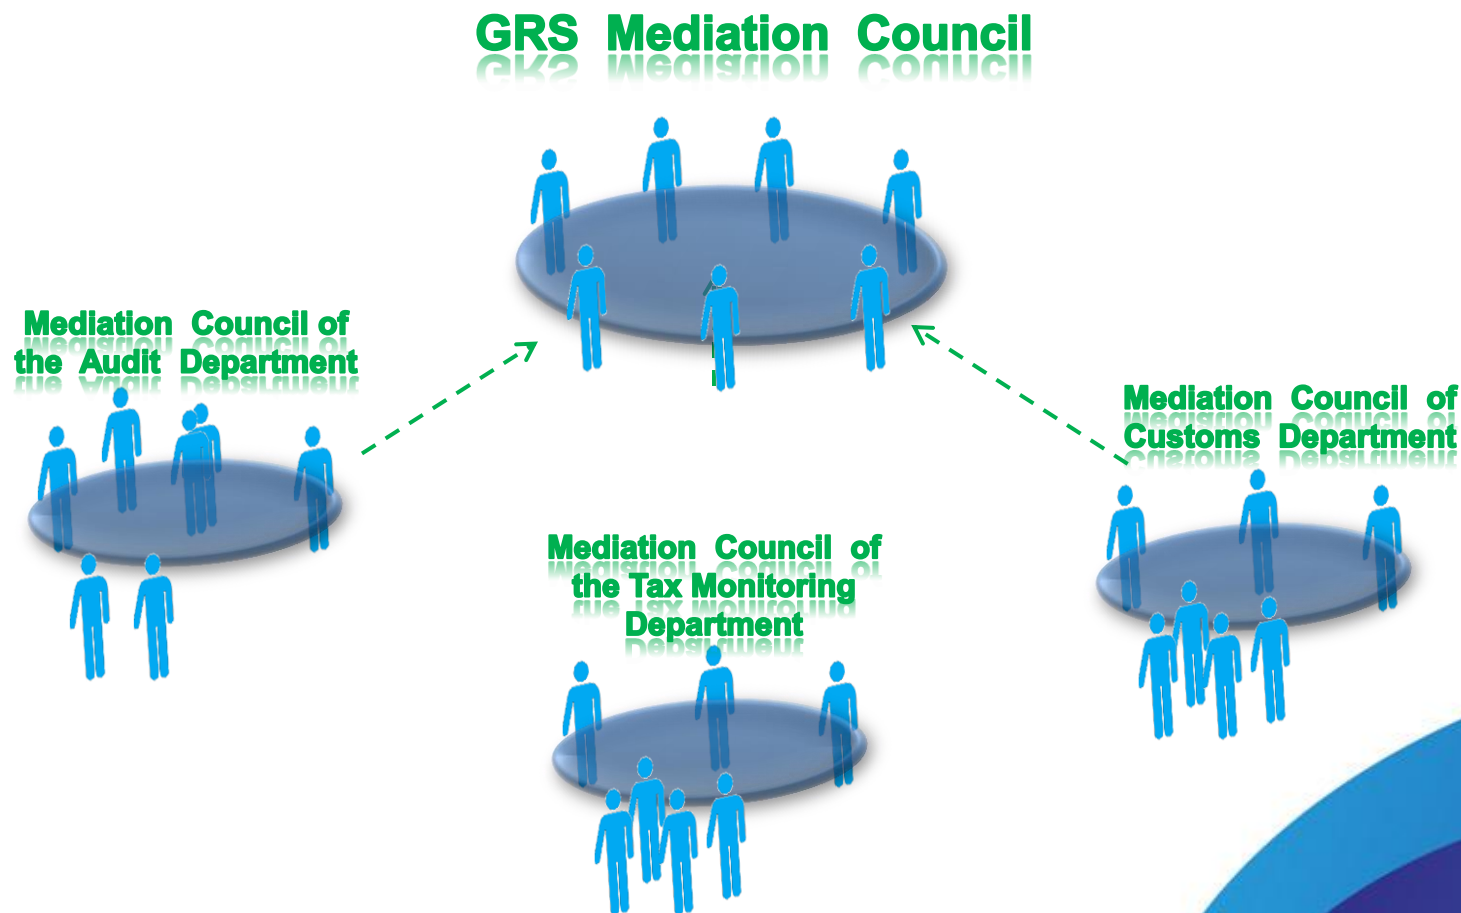 GRS Mediation Council
Mediation Council of
the Audit Department
Mediation Council of
Customs Department
Mediation Council of
the Tax Monitoring
Department